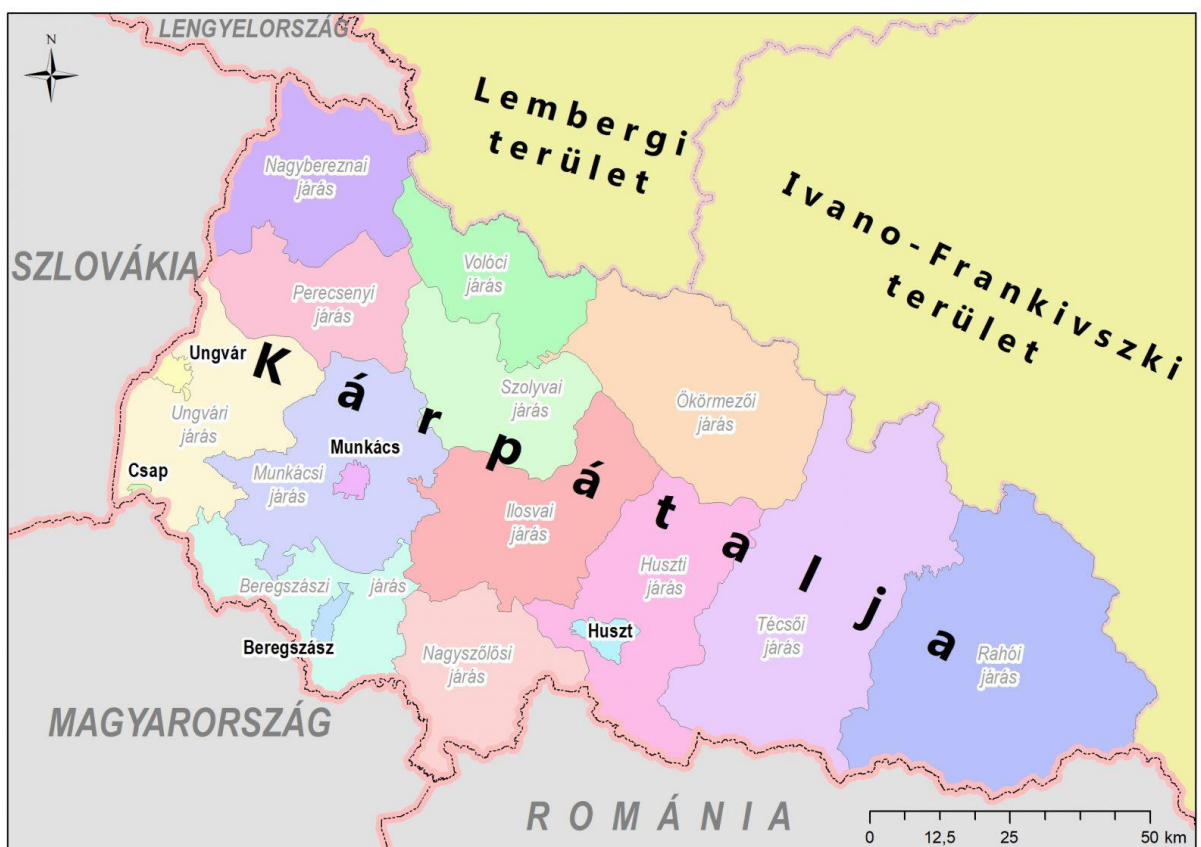 LENGYELORSZÁG
N
Lembergi
terület
Nagybereznai
járás
Ivano-Frankivszki
terület
SZLOVÁKIA
Volóci
járás
Perecsenyi
járás
Ungvár
Kárpátalja
Szolyvai
járás
Ökörmezői
járás
Ungvári
járás
Munkács
Csap
Munkácsi
járás
Ilosvai
járás
Huszti
járás
Beregszászi járás
Técsői
járás
Huszt
Beregszász
Nagyszőlősi
járás
Rahói
járás
MAGYARORSZÁG
ROMÁNIA
0 12,5 25 50 km